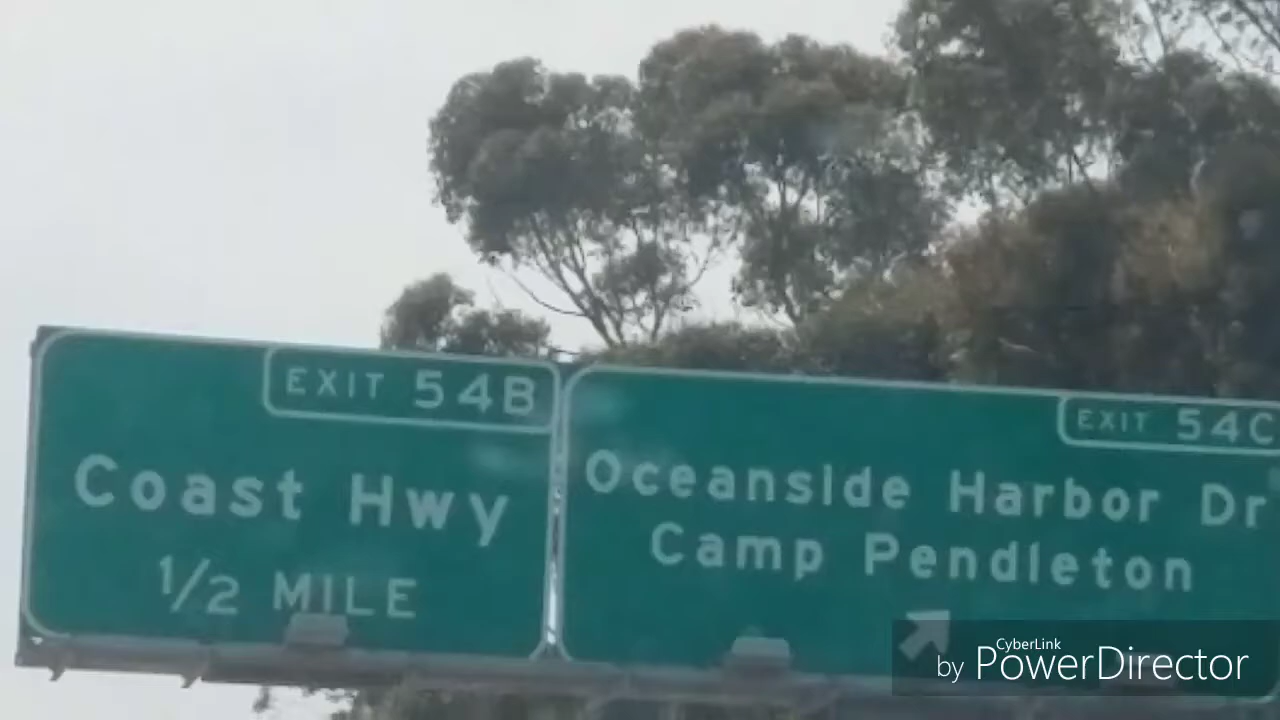 EXIT 54B
Coast Hwy
1/2 MILE
EXIT 54C
Oceanside Harbor Dr
Camp Pendleton
CyberLink
by PowerDirector